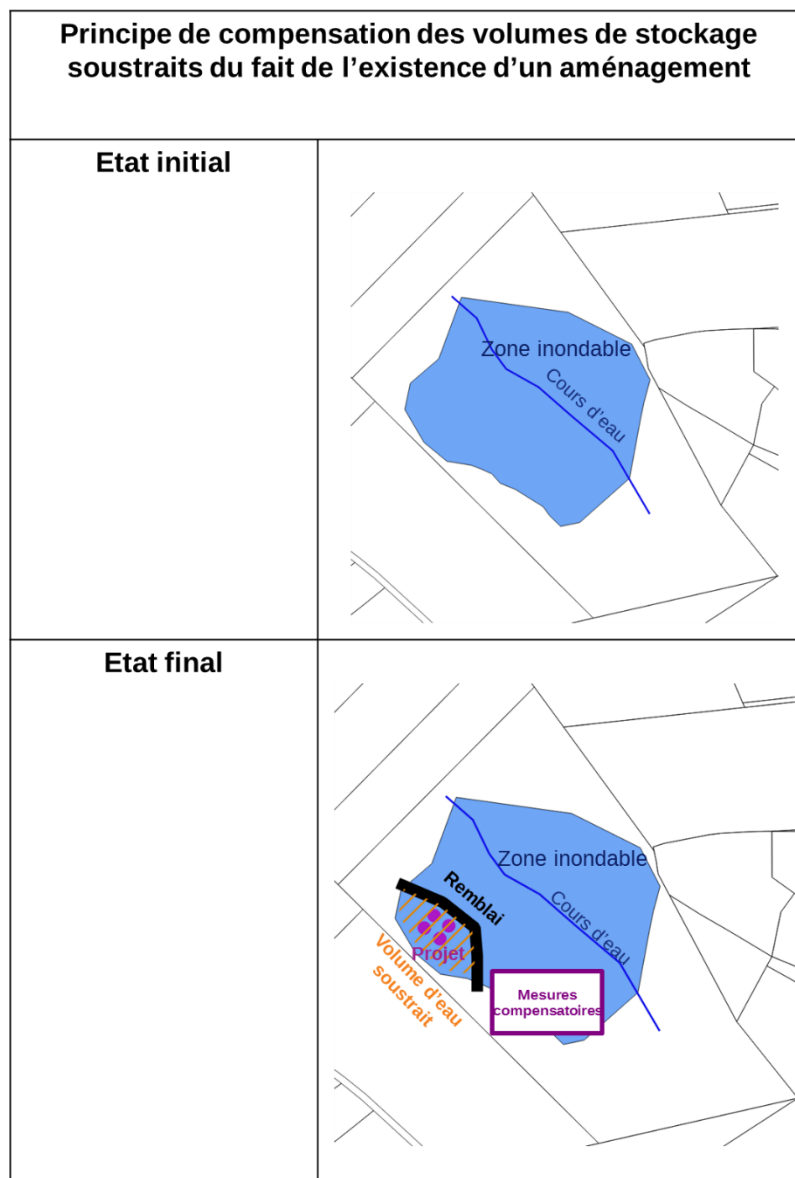 Principe de compensation des volumes de stockage
soustraits du fait de l'existence d'un aménagement
Etat initial
Zone inondable
Cours d'eau
Etat final
Zone inondable
Remblai
Cours d'eau
Projet
Volume d'eau
soustrait
Mesures
compensatoires